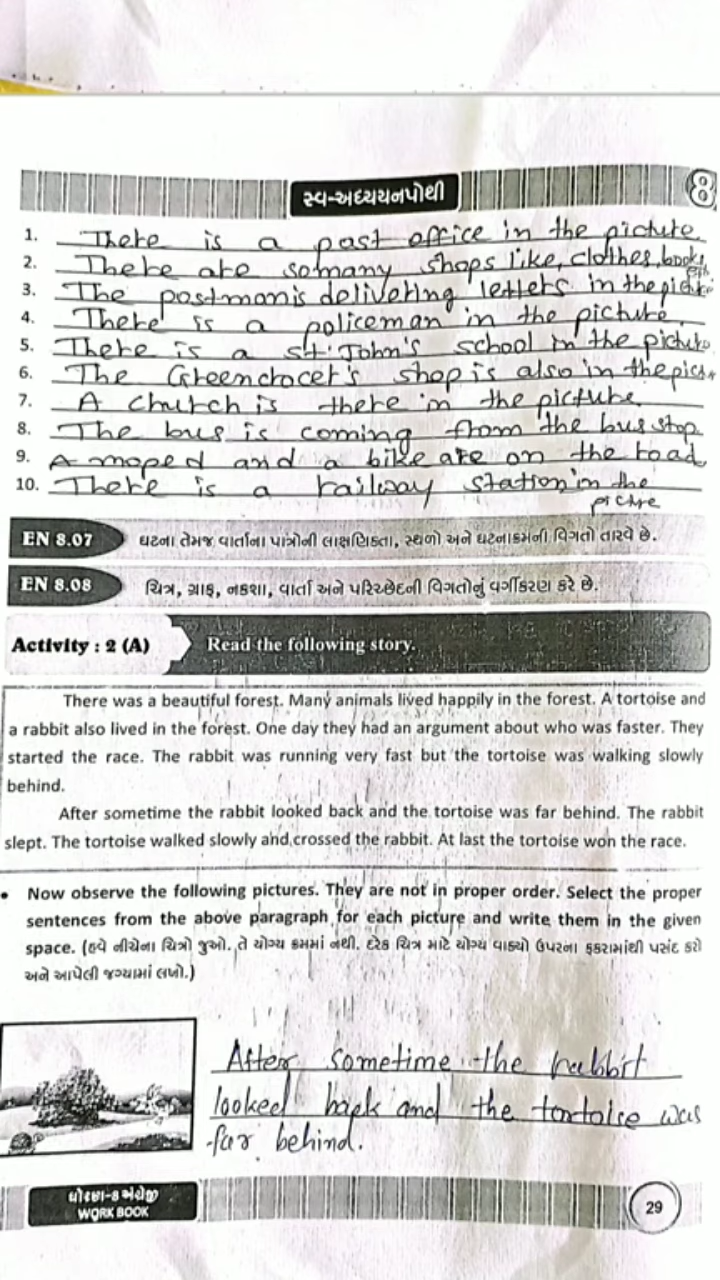 સ્વ-અધ્યયનપોથી 8
1. There is a post office in the picture.
2. There are somany shops like, clothes, books
3. The postman is delivering letters in the picture
4. There is a policeman in the picture.
5. There is a st. John's school in the picture
6. The Greenclocer's shop is also in the pictur
7. A church is there in the picture.
8. The bus is coming from the bus stop
9. A moped and a bike are on the road
10. There is a railway station in the
pictre
EN 8.07 ઘટના તેમજ વાર્તાના પાત્રોની લાક્ષણિકતા, સ્થળો અને ઘટનાક્રમની વિગતો તારવે છે.
EN 8.08 ચિત્ર, ગ્રાફ, નકશા, વાર્તા અને પરિચ્છેદની વિગતોનું વર્ગીકરણ કરે છે.
Activity : 2 (A) Read the following story.
There was a beautiful forest. Many animals lived happily in the forest. A tortoise and
a rabbit also lived in the forest. One day they had an argument about who was faster. They
started the race. The rabbit was running very fast but the tortoise was walking slowly
behind.
After sometime the rabbit looked back and the tortoise was far behind. The rabbit
slept. The tortoise walked slowly and crossed the rabbit. At last the tortoise won the race.
• Now observe the following pictures. They are not in proper order. Select the proper
sentences from the above paragraph for each picture and write them in the given
space. (હવે નીચેના ચિત્રો જુઓ. તે યોગ્ય ક્રમમાં નથી. દરેક ચિત્ર માટે યોગ્ય વાક્યો ઉપરના ફકરામાંથી પસંદ કરો
અને આપેલી જગ્યામાં લખો.)
After sometime the rabbit
looked back and the tortoise was
far behind.
ધોરણ-8 અંગ્રેજી
WORK BOOK
29